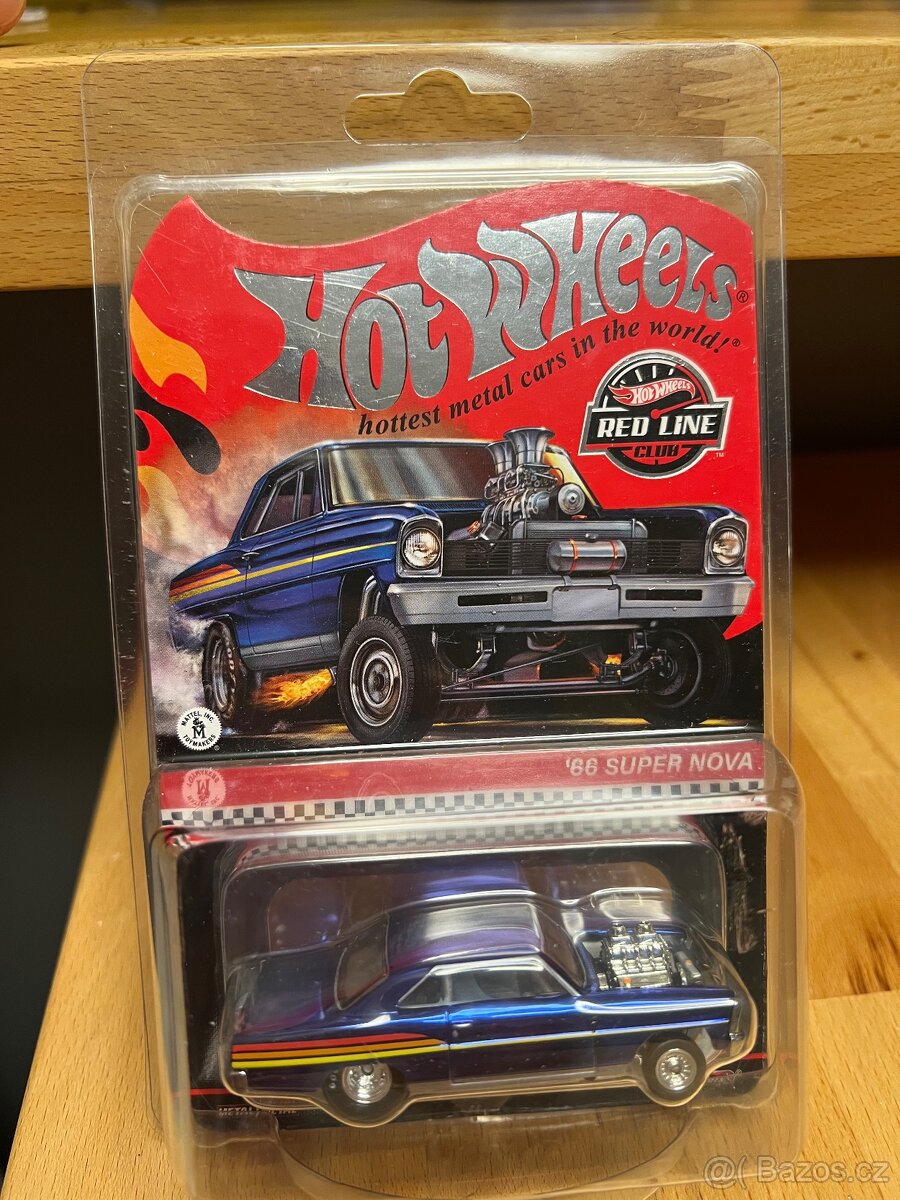 HOT WHEELS®
hottest metal cars in the world!®
HOT WHEELS
RED LINE
CLUB™
MATTEL, INC.
M
TOYMAKERS
'66 SUPER NOVA
@( Bazos.cz